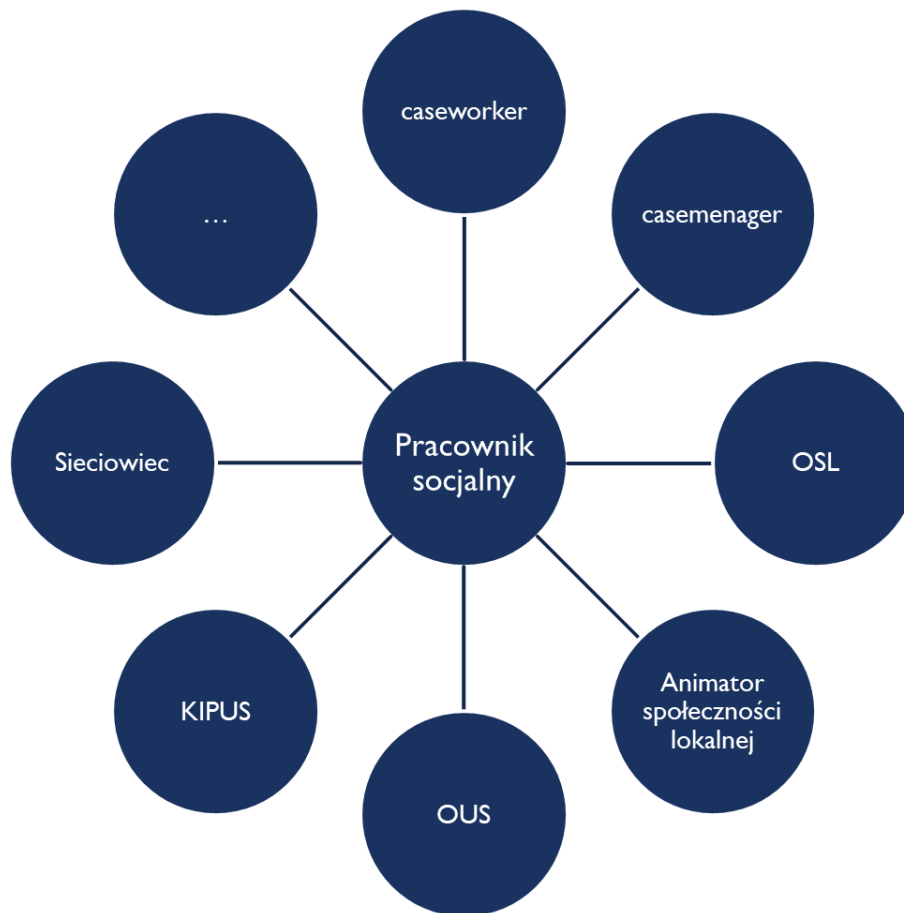 caseworker
casemenager
OSL
Animator
społeczności
lokalnej
OUS
KIPUS
Sieciowiec
…
Pracownik
socjalny